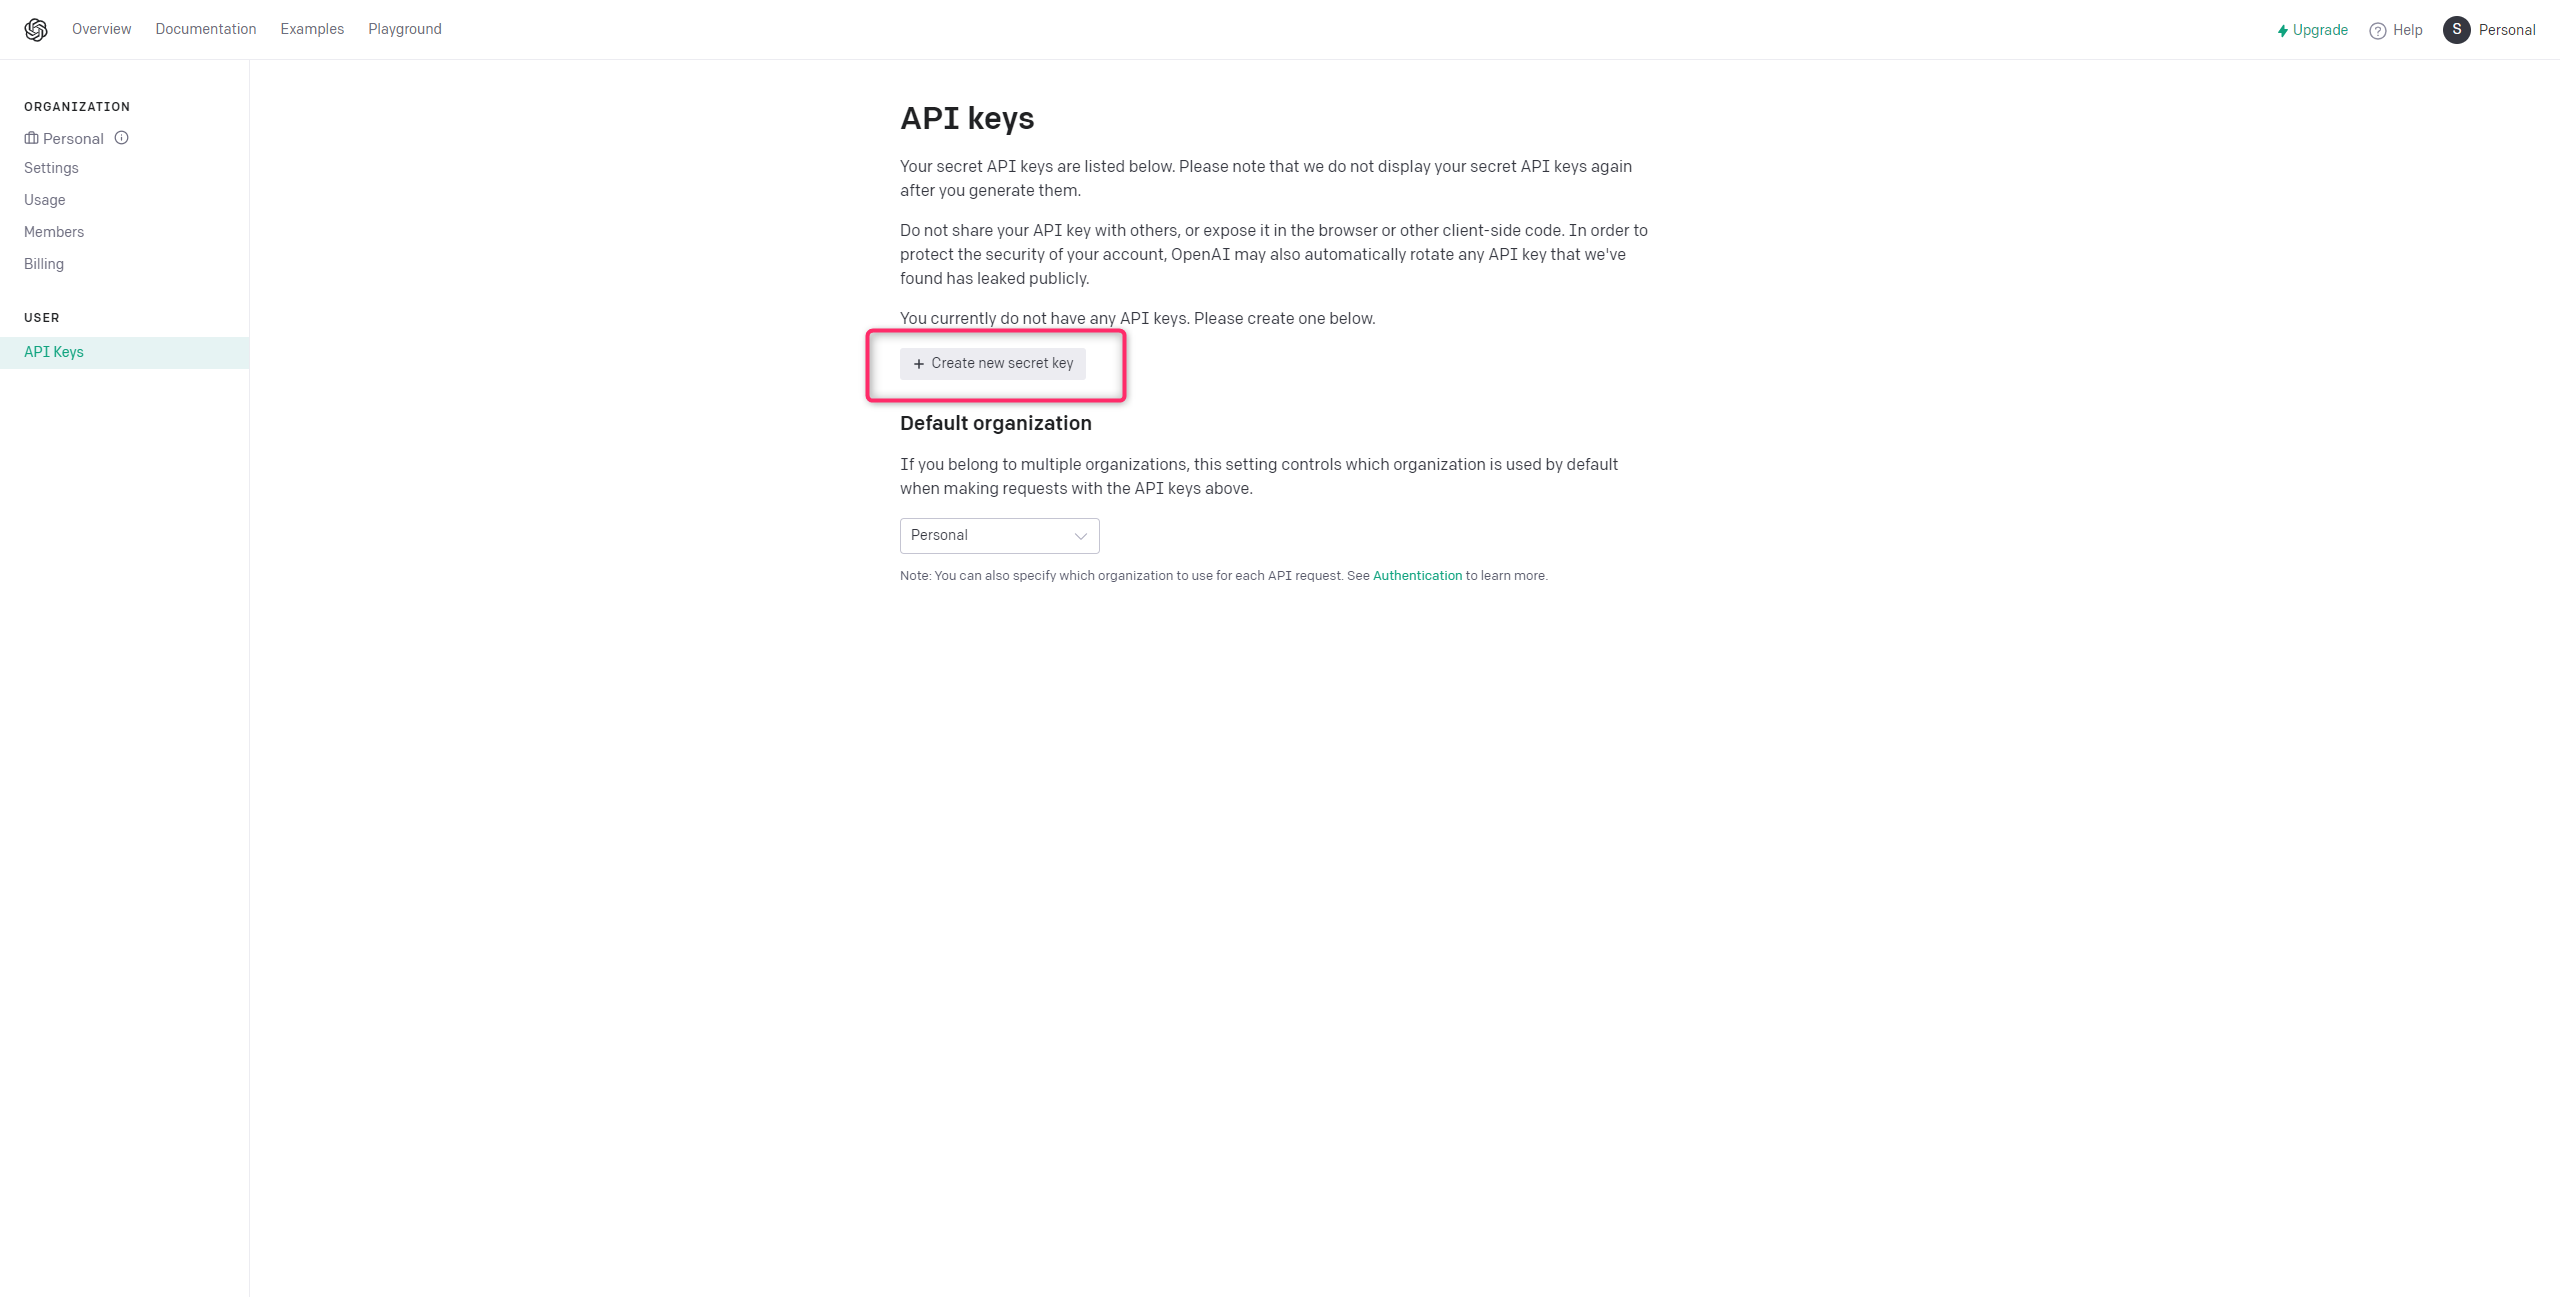 Overview Documentation Examples Playground Upgrade Help S Personal
ORGANIZATION
Personal
Settings
Usage
Members
Billing
USER
API Keys
API keys
Your secret API keys are listed below. Please note that we do not display your secret API keys again
after you generate them.
Do not share your API key with others, or expose it in the browser or other client-side code. In order to
protect the security of your account, OpenAI may also automatically rotate any API key that we've
found has leaked publicly.
You currently do not have any API keys. Please create one below.
+ Create new secret key
Default organization
If you belong to multiple organizations, this setting controls which organization is used by default
when making requests with the API keys above.
Personal
Note: You can also specify which organization to use for each API request. See Authentication to learn more.